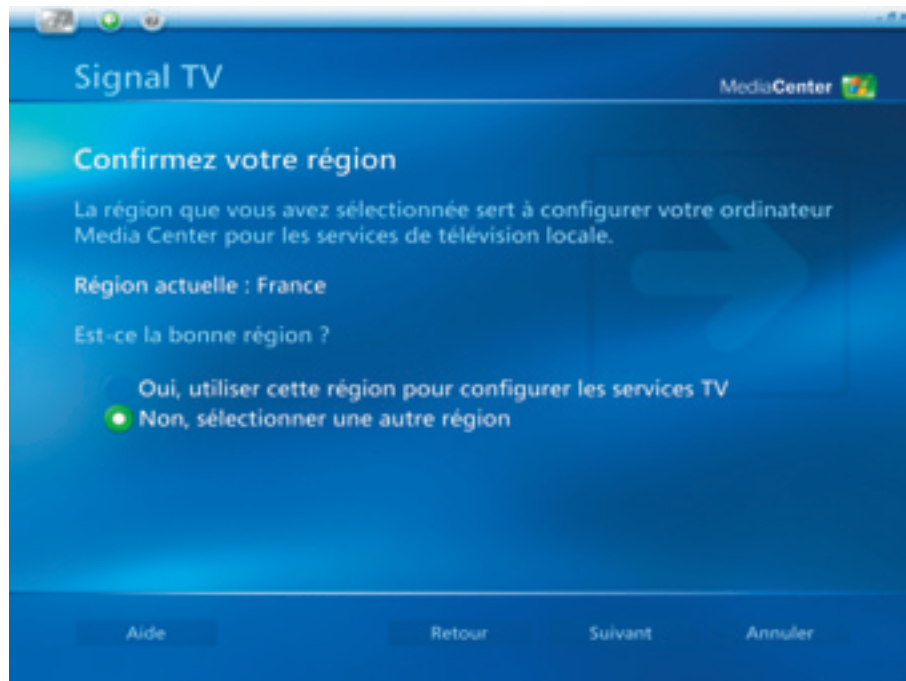 Signal TV
MediaCenter
Confirmez votre région
La région que vous avez sélectionnée sert à configurer votre ordinateur
Media Center pour les services de télévision locale.
Région actuelle : France
Est-ce la bonne région ?
Oui, utiliser cette région pour configurer les services TV
Non, sélectionner une autre région
Aide Retour Suivant Annuler